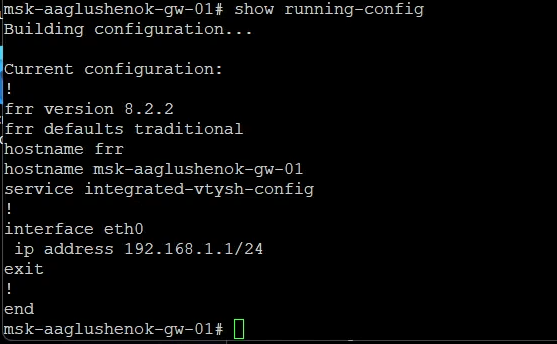 msk-aaglushenok-gw-01# show running-config
Building configuration...
Current configuration:
!
frr version 8.2.2
frr defaults traditional
hostname frr
hostname msk-aaglushenok-gw-01
service integrated-vtysh-config
!
interface eth0
 ip address 192.168.1.1/24
exit
!
end
msk-aaglushenok-gw-01#